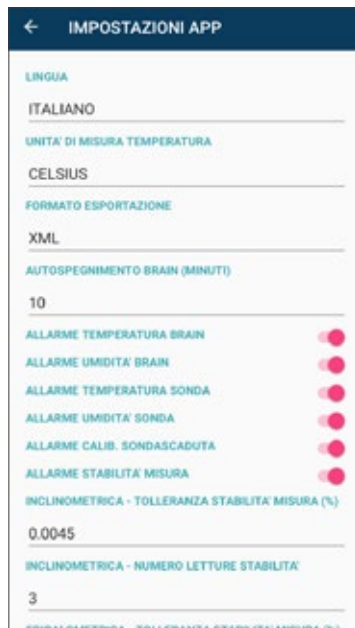 IMPOSTAZIONI APP
LINGUA
ITALIANO
UNITA' DI MISURA TEMPERATURA
CELSIUS
FORMATO ESPORTAZIONE
XML
AUTOSPEGNIMENTO BRAIN (MINUTI)
10
ALLARME TEMPERATURA BRAIN
ALLARME UMIDITA' BRAIN
ALLARME TEMPERATURA SONDA
ALLARME UMIDITA' SONDA
ALLARME CALIB. SONDASCADUTA
ALLARME STABILITA' MISURA
INCLINOMETRICA - TOLLERANZA STABILITA' MISURA (%)
0.0045
INCLINOMETRICA - NUMERO LETTURE STABILITA'
3